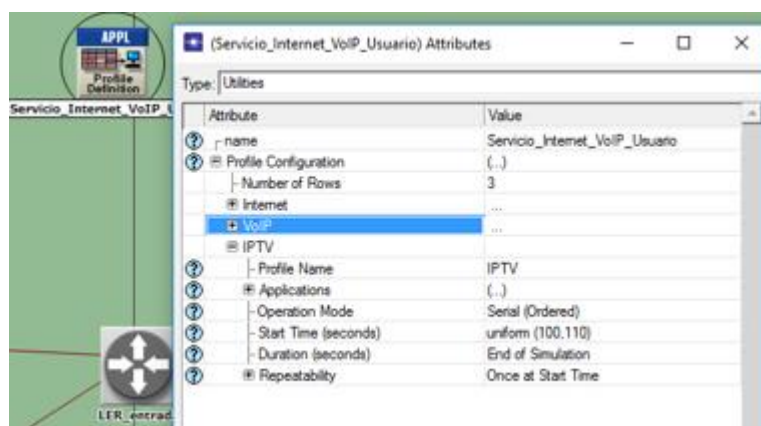 APPL
Profile
Definition
Servicio_Internet_VoIP_U
(Servicio_Internet_VoIP_Usuario) Attributes
Type: Utilities
Attribute Value
name Servicio_Internet_VoIP_Usuario
Profile Configuration (...)
Number of Rows 3
Internet ...
VoIP ...
IPTV
Profile Name IPTV
Applications (...)
Operation Mode Serial (Ordered)
Start Time (seconds) uniform (100,110)
Duration (seconds) End of Simulation
Repeatability Once at Start Time
LER_entrad